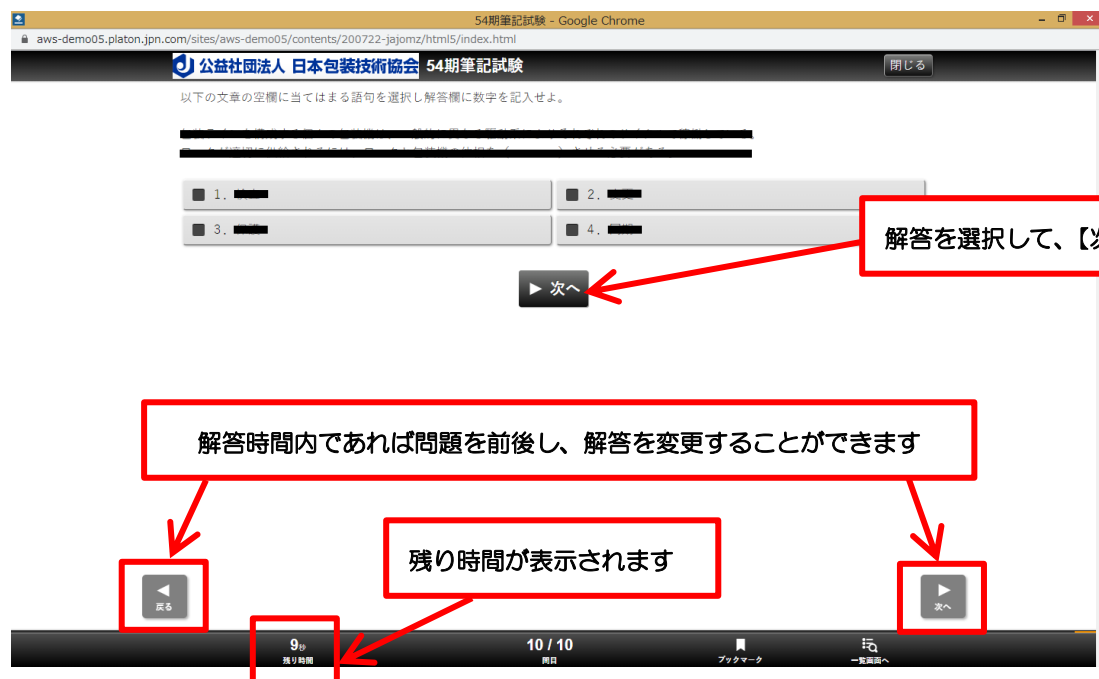 54期筆記試験 - Google Chrome
aws-demo05.platon.jpn.com/sites/aws-demo05/contents/200722-jajomz/html5/index.html
公益社団法人 日本包装技術協会 54期筆記試験
閉じる
以下の文章の空欄に当てはまる語句を選択し解答欄に数字を記入せよ。
1.
2.
3.
4.
解答を選択して、【次
▶ 次へ
解答時間内であれば問題を前後し、解答を変更することができます
残り時間が表示されます
戻る
次へ
9秒
残り時間
10 / 10
問目
ブックマーク
一覧画面へ